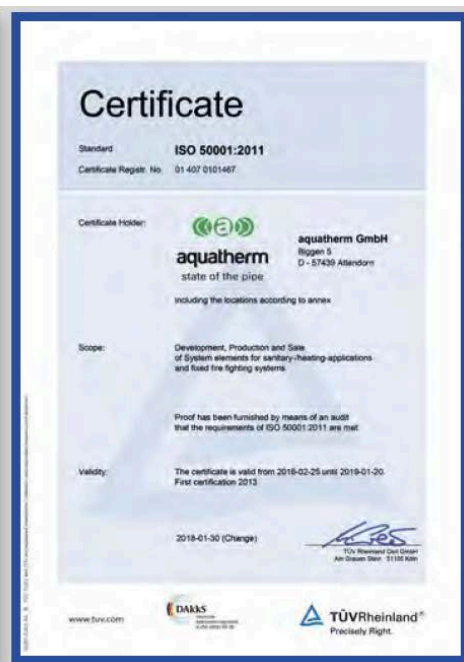 Certificate
Standard ISO 50001:2011
Certificate Registr. No. 01 407 0101467
Certificate Holder:
aquatherm
state of the pipe
aquatherm GmbH
Biggen 5
D - 57439 Attendorn
including the locations according to annex
Scope: Development, Production and Sale
of System elements for sanitary-/heating-applications
and fixed fire fighting systems
Proof has been furnished by means of an audit
that the requirements of ISO 50001:2011 are met.
Validity: The certificate is valid from 2016-02-25 until 2019-01-20.
First certification 2013
2018-01-30 (Change)
TÜV Rheinland Cert GmbH
Am Grauen Stein · 51105 Köln
www.tuv.com
DAkkS
TÜVRheinland®
Precisely Right.